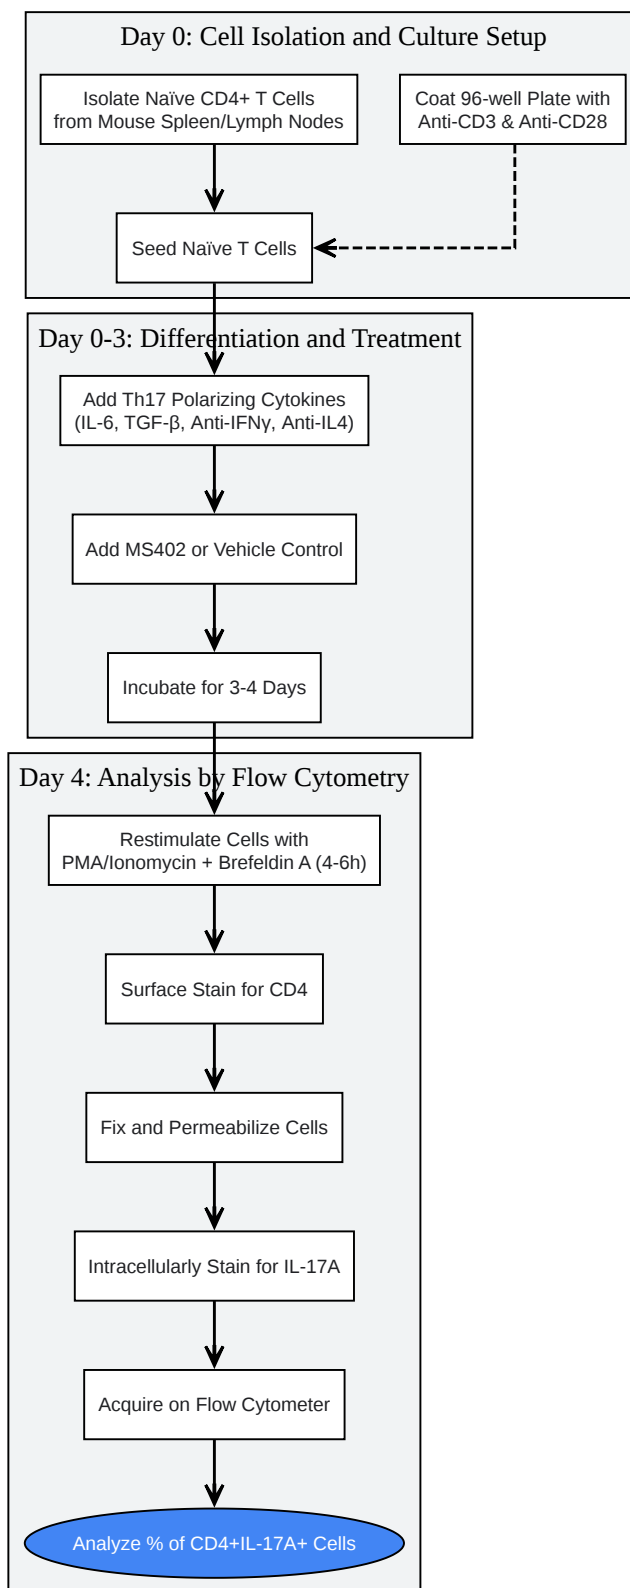 Day 0: Cell Isolation and Culture Setup
Isolate Naïve CD4+ T Cells
from Mouse Spleen/Lymph Nodes
Coat 96-well Plate with
Anti-CD3 & Anti-CD28
Seed Naïve T Cells
Day 0-3: Differentiation and Treatment
Add Th17 Polarizing Cytokines
(IL-6, TGF-β, Anti-IFNγ, Anti-IL4)
Add MS402 or Vehicle Control
Incubate for 3-4 Days
Day 4: Analysis by Flow Cytometry
Restimulate Cells with
PMA/Ionomycin + Brefeldin A (4-6h)
Surface Stain for CD4
Fix and Permeabilize Cells
Intracellularly Stain for IL-17A
Acquire on Flow Cytometer
Analyze % of CD4+IL-17A+ Cells